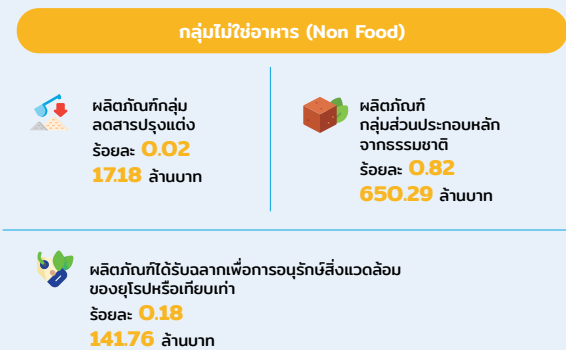 กลุ่มไม่ใช่อาหาร (Non Food)
ผลิตภัณฑ์กลุ่ม
ลดสารปรุงแต่ง
ร้อยละ 0.02
17.18 ล้านบาท
ผลิตภัณฑ์
กลุ่มส่วนประกอบหลัก
จากธรรมชาติ
ร้อยละ 0.82
650.29 ล้านบาท
ผลิตภัณฑ์ได้รับฉลากเพื่อการอนุรักษ์สิ่งแวดล้อม
ของยุโรปหรือเทียบเท่า
ร้อยละ 0.18
141.76 ล้านบาท